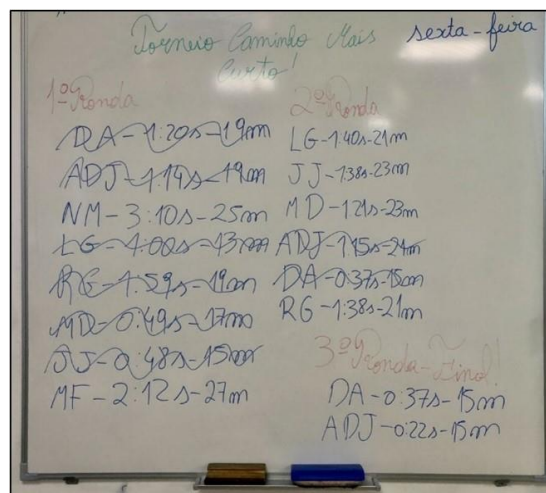 Torneio Caminho Mais
Curto!
sexta-feira
1ª Ronda
DA-1:20s-19m
ADJ-1:14s-19m
NM-3:10s-25m
LG-1:00s-13m
RG-1:59s-19m
MD-0:49s-17m
JJ-0:48s-15m
MF-2:12s-27m
2ª Ronda
LG-1:40s-21m
JJ-1:38s-23m
MD-1:21s-23m
ADJ-1:15s-21m
DA-0:37s-15m
RG-1:38s-21m
3ª Ronda-Final!
DA-0:37s-15m
ADJ-0:22s-15m